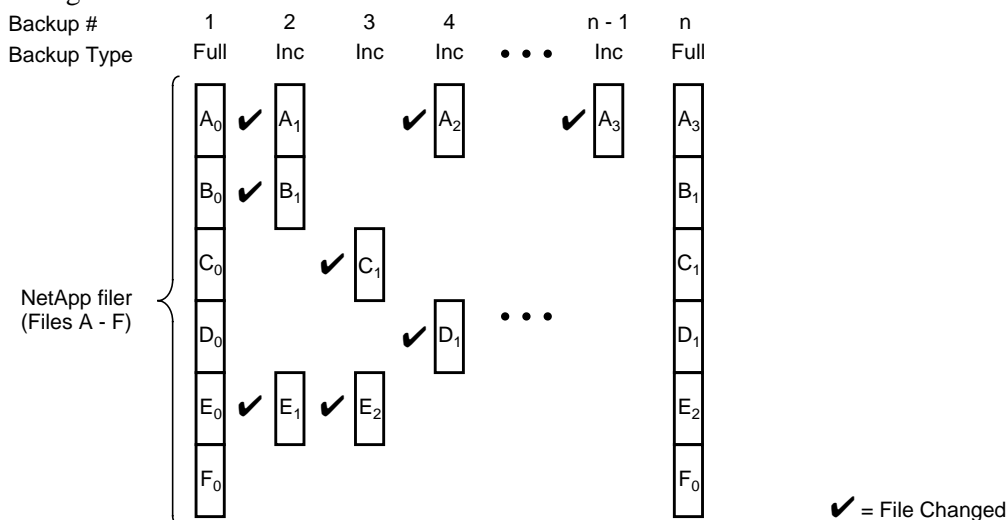 Backup # 1 2 3 4 n - 1 n
Backup Type Full Inc Inc Inc • • • Inc Full
A₀ ✔ A₁ ✔ A₂ ✔ A₃ A₃
B₀ ✔ B₁ B₁
C₀ ✔ C₁ C₁
NetApp filer
(Files A - F)
D₀ ✔ D₁ • • • D₁
E₀ ✔ E₁ ✔ E₂ E₂
F₀ F₀
✔ = File Changed